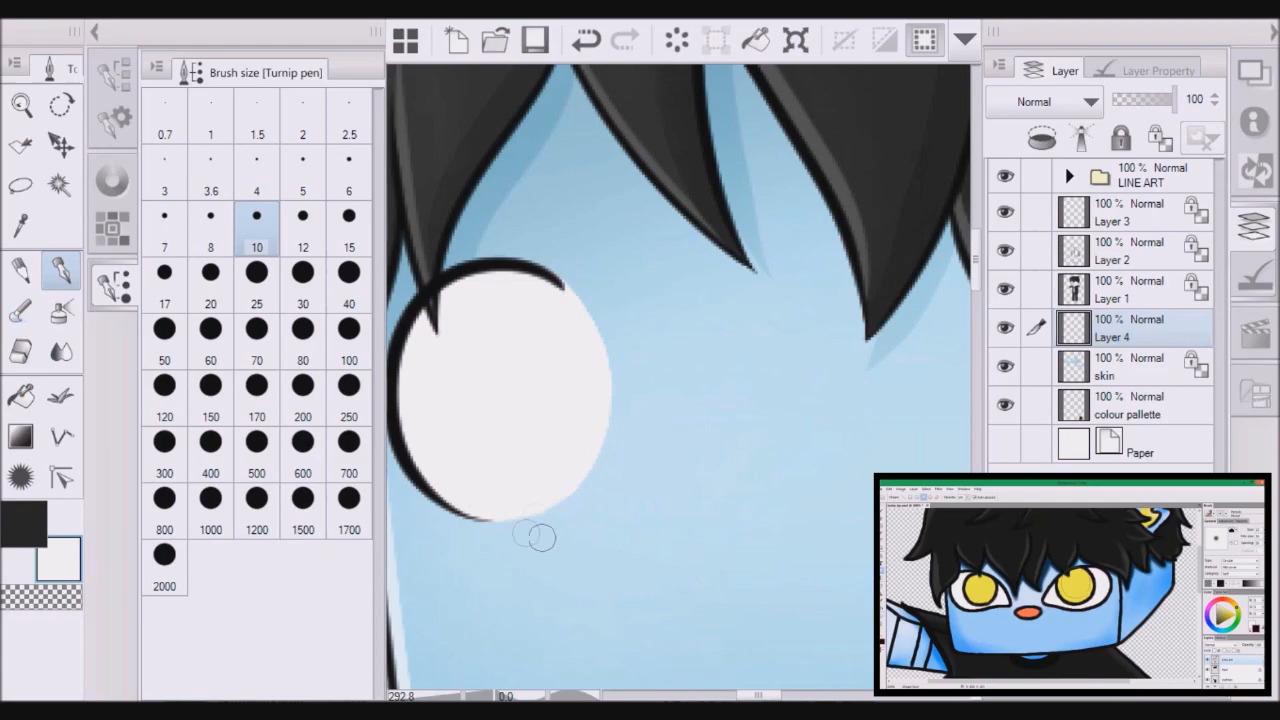 Tc
Brush size [Turnip pen]
0.7 1 1.5 2 2.5
3 3.6 4 5 6
7 8 10 12 15
17 20 25 30 40
50 60 70 80 100
120 150 170 200 250
300 400 500 600 700
800 1000 1200 1500 1700
2000
292.8 0.0
Layer Layer Property
Normal 100
100 % Normal
LINE ART
100 % Normal
Layer 3
100 % Normal
Layer 2
100 % Normal
Layer 1
100 % Normal
Layer 4
100 % Normal
skin
100 % Normal
colour pallette
Paper